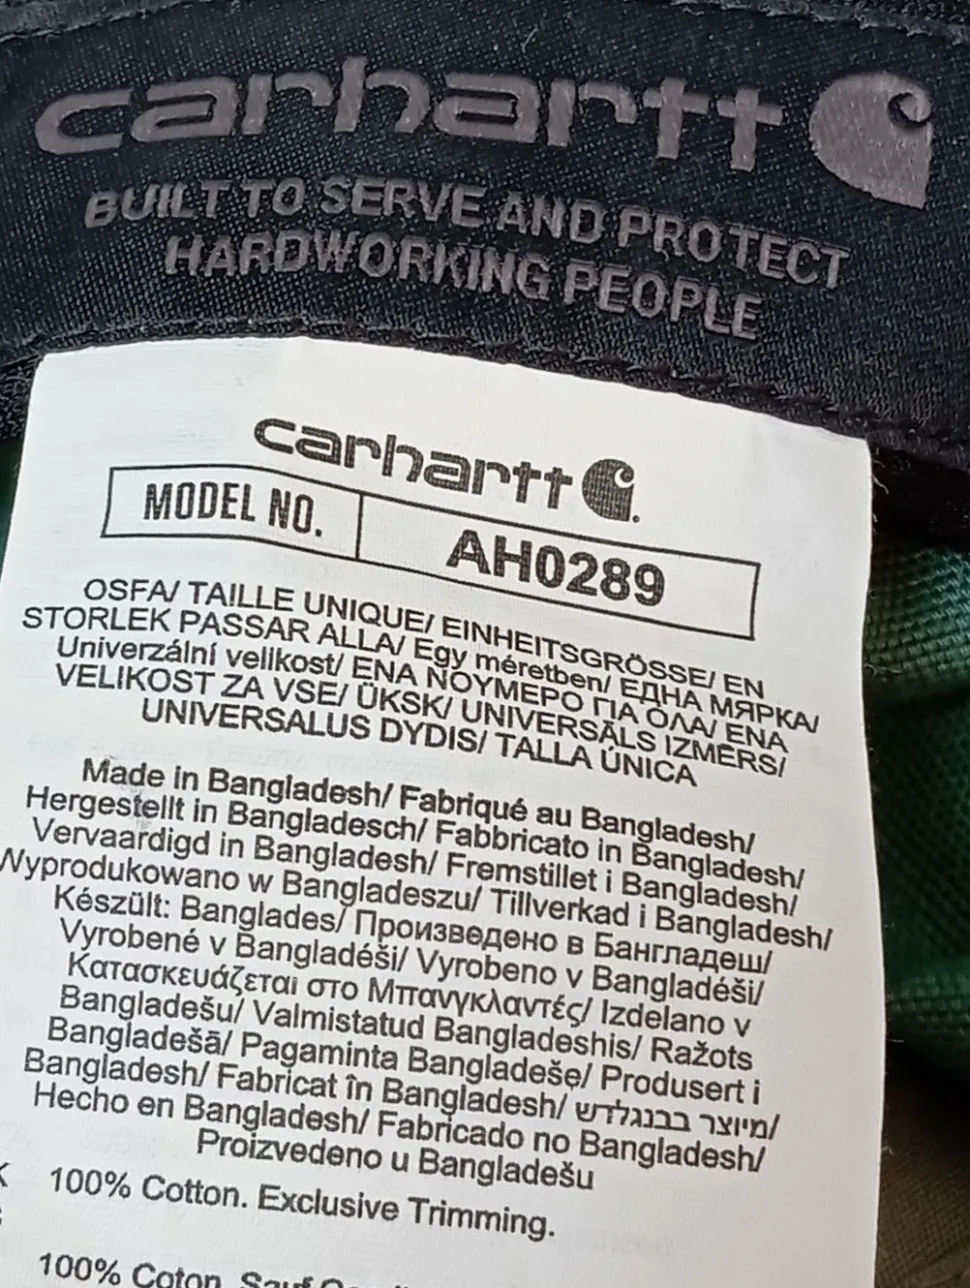 carhartt
BUILT TO SERVE AND PROTECT
HARDWORKING PEOPLE
carhartt
MODEL NO. AH0289
OSFA/ TAILLE UNIQUE/ EINHEITSGRÖSSE/ EN
STORLEK PASSAR ALLA/ Egy méretben/ ЕДНА МЯРКА/
Univerzální velikost/ ΕΝΑ ΝΟΥΜΕΡΟ ΓΙΑ ΌΛΑ/ ENA
VELIKOST ZA VSE/ ÜKSK/ UNIVERSĀLS IZMĒRS/
UNIVERSALUS DYDIS/ TALLA ÚNICA
Made in Bangladesh/ Fabriqué au Bangladesh/
Hergestellt in Bangladesch/ Fabbricato in Bangladesh/
Vervaardigd in Bangladesh/ Fremstillet i Bangladesh/
Wyprodukowano w Bangladeszu/ Tillverkad i Bangladesh/
Készült: Banglades/ Произведено в Бангладеш/
Vyrobené v Bangladéši/ Vyrobeno v Bangladéši/
Κατασκευάζεται στο Μπανγκλαντές/ Izdelano v
Bangladešu/ Valmistatud Bangladeshis/ Ražots
Bangladešā/ Pagaminta Bangladeše/ Produsert i
Bangladesh/ Fabricat în Bangladesh/ מיוצר בבנגלדש/
Hecho en Bangladesh/ Fabricado no Bangladesh/
Proizvedeno u Bangladešu
100% Cotton. Exclusive Trimming.
100% Coton. Sauf